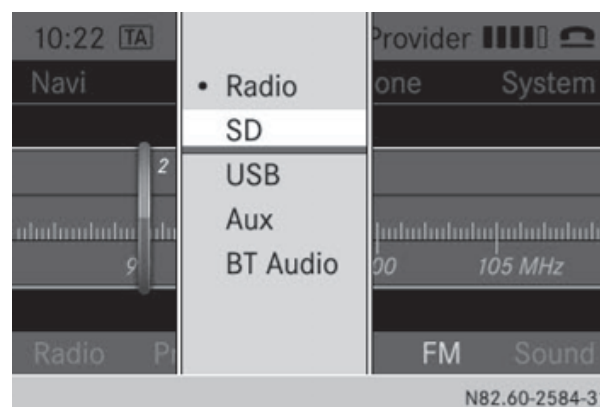 10:22 TA Provider
Navi one System
• Radio
SD
2 USB
Aux
9 BT Audio 00 105 MHz
Radio P FM Sound
N82.60-2584-31